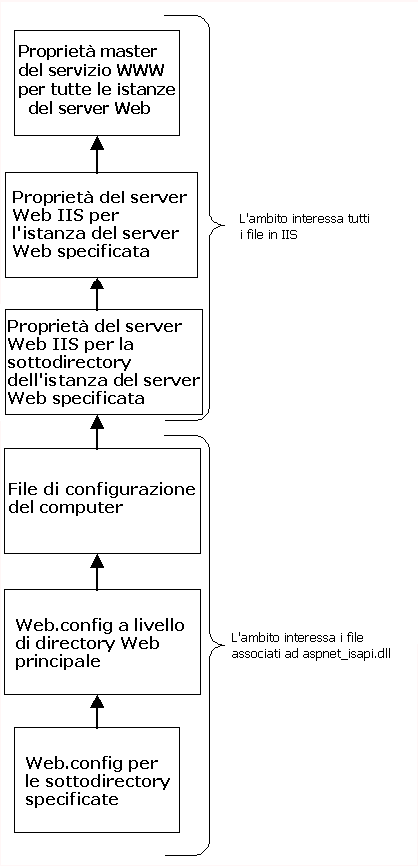 Proprietà master
del servizio WWW
per tutte le istanze
del server Web
Proprietà del server
Web IIS per
l'istanza del server
Web specificata
L'ambito interessa tutti
i file in IIS
Proprietà del server
Web IIS per la
sottodirectory
dell'istanza del server
Web specificata
File di configurazione
del computer
Web.config a livello
di directory Web
principale
L'ambito interessa i file
associati ad aspnet_isapi.dll
Web.config per
le sottodirectory
specificate